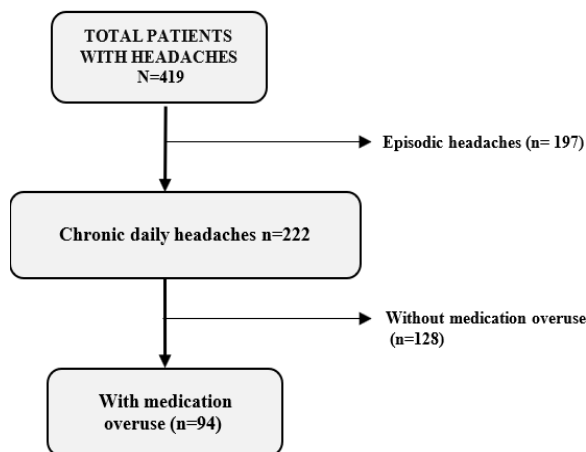 TOTAL PATIENTS
WITH HEADACHES
N=419
Episodic headaches (n= 197)
Chronic daily headaches n=222
Without medication overuse
(n=128)
With medication
overuse (n=94)